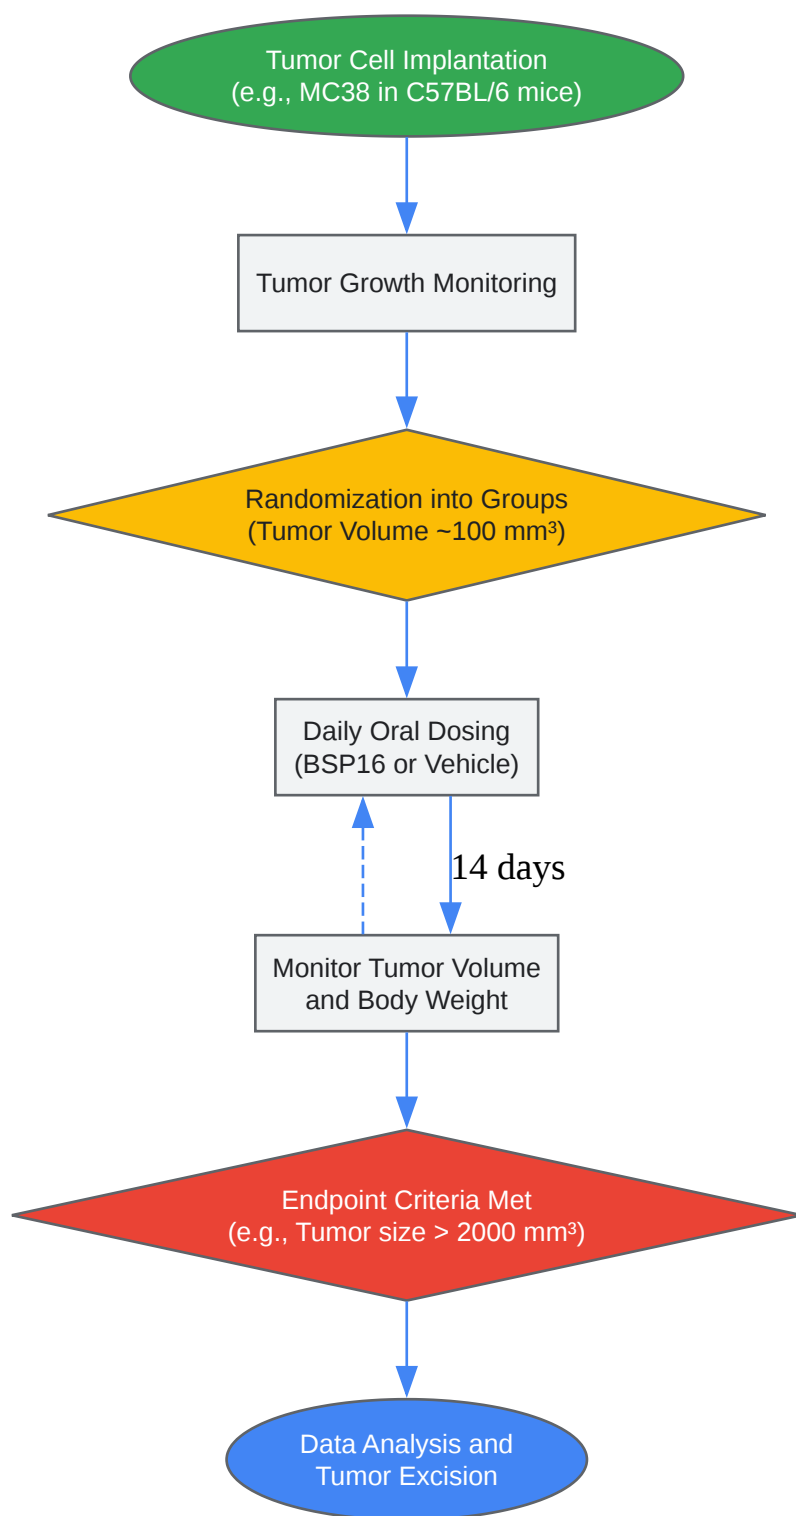 Tumor Cell Implantation
(e.g., MC38 in C57BL/6 mice)
Tumor Growth Monitoring
Randomization into Groups
(Tumor Volume ~100 mm³)
Daily Oral Dosing
(BSP16 or Vehicle)
14 days
Monitor Tumor Volume
and Body Weight
Endpoint Criteria Met
(e.g., Tumor size > 2000 mm³)
Data Analysis and
Tumor Excision